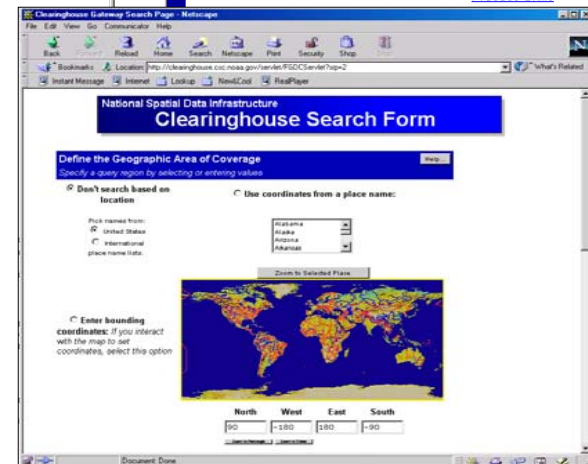 Clearinghouse Gateway Search Page - Netscape
File Edit View Go Communicator Help
Back Forward Reload Home Search Netscape Print Security Shop
Bookmarks Location: http://clearinghouse.csc.noaa.gov/servlet/FGDCServlet?xp=2 What's Related
Instant Message Internet Lookup New&Cool RealPlayer
National Spatial Data Infrastructure
Clearinghouse Search Form
Define the Geographic Area of Coverage Help...
Specify a query region by selecting or entering values
Don't search based on
location
Use coordinates from a place name:
Pick names from:
United States
International
place name lists.
Alabama
Alaska
Arizona
Arkansas
Zoom to Selected Place
Enter bounding
coordinates: If you interact
with the map to set
coordinates, select this option
North West East South
90 -180 180 -90
Document: Done